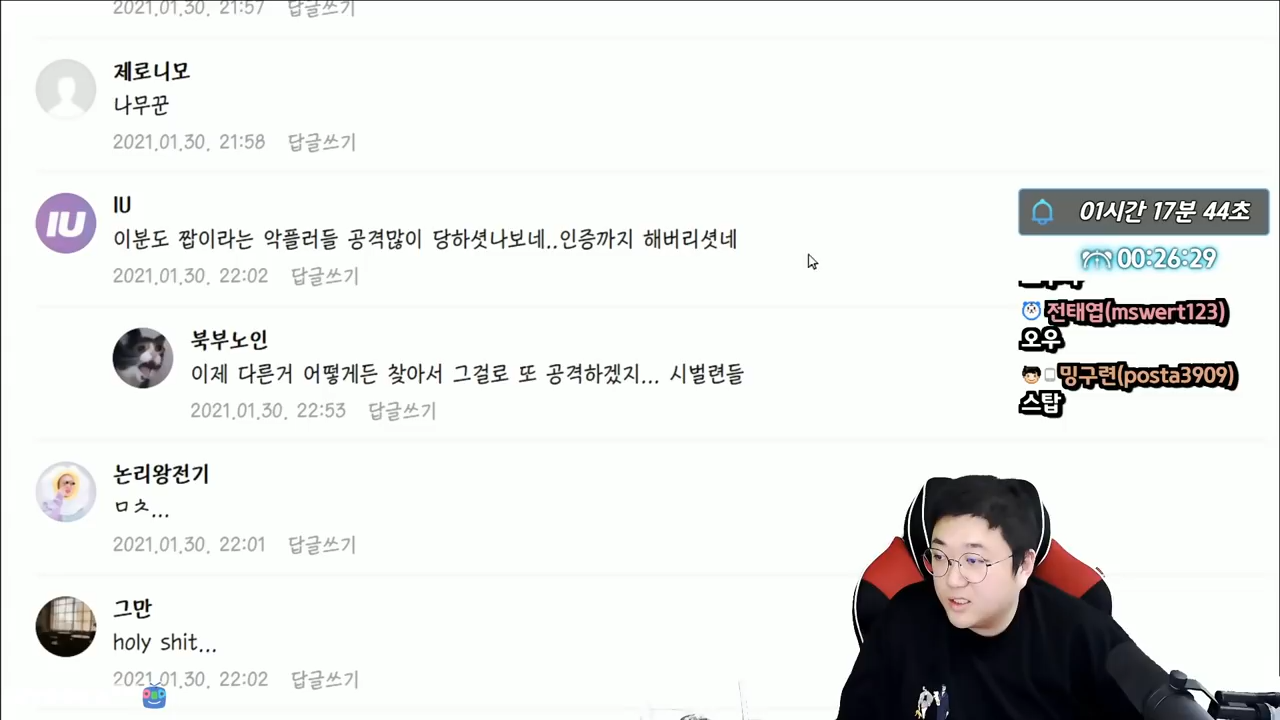 2021.01.30. 21:57 답글쓰기
제로니모
나무꾼
2021.01.30. 21:58 답글쓰기
IU
IU
이분도 짭이라는 악플러들 공격많이 당하셧나보네..인증까지 해버리셧네
2021.01.30. 22:02 답글쓰기
북부노인
이제 다른거 어떻게든 찾아서 그걸로 또 공격하겠지... 시벌련들
2021.01.30. 22:53 답글쓰기
논리왕전기
ㅁㅊ...
2021.01.30. 22:01 답글쓰기
그만
holy shit...
2021.01.30. 22:02 답글쓰기
01시간 17분 44초
00:26:29
전태엽(mswert123)
오우
밍구련(posta3909)
스탑